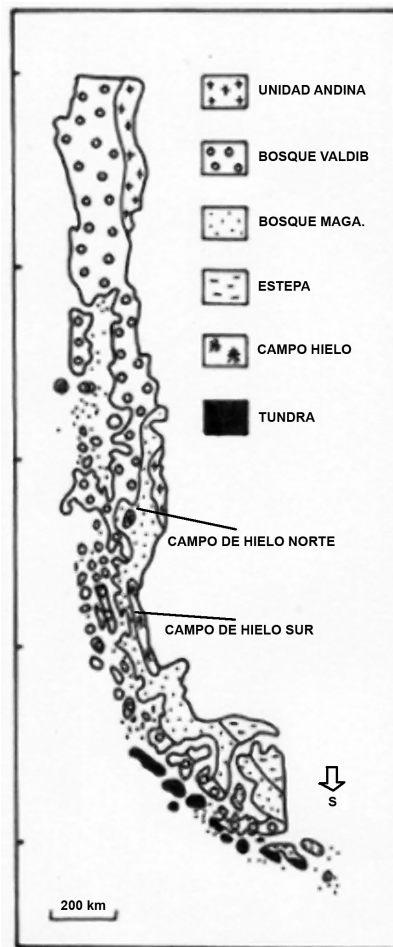 UNIDAD ANDINA
BOSQUE VALDIB
BOSQUE MAGA.
ESTEPA
CAMPO HIELO
TUNDRA
CAMPO DE HIELO NORTE
CAMPO DE HIELO SUR
S
200 km